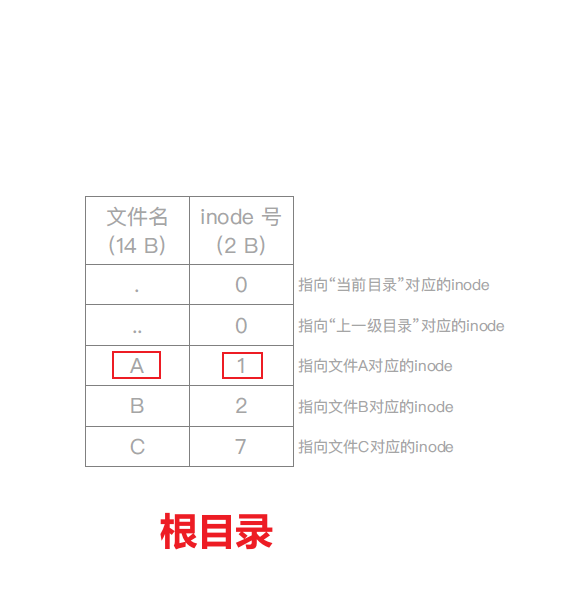 文件名 inode 号
(14 B) (2 B)
. 0 指向“当前目录”对应的inode
.. 0 指向“上一级目录”对应的inode
A 1 指向文件A对应的inode
B 2 指向文件B对应的inode
C 7 指向文件C对应的inode
根目录